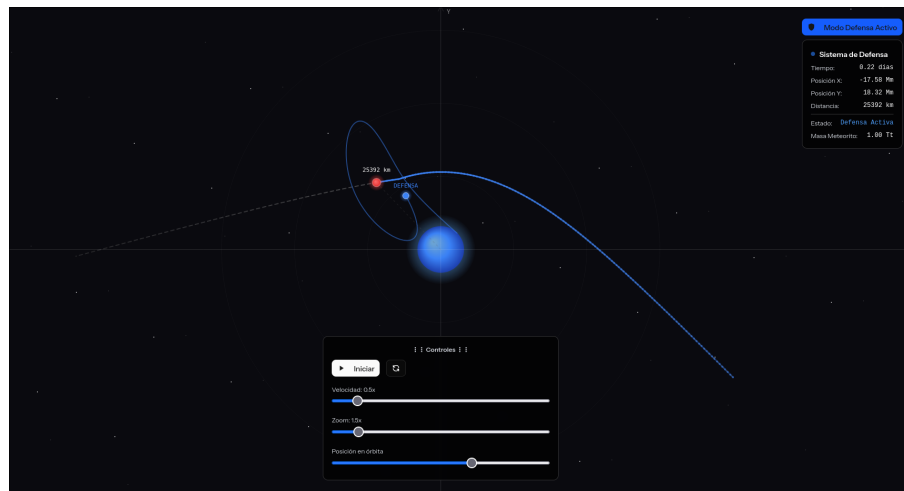 Y
Modo Defensa Activo
Sistema de Defensa
Tiempo: 0.22 días
Posición X: -17.58 Mm
Posición Y: 18.32 Mm
Distancia: 25392 km
Estado: Defensa Activa
Masa Meteorito: 1.00 Tt
25392 km
DEFENSA
Controles
Iniciar
Velocidad: 0.5x
Zoom: 1.5x
Posición en órbita